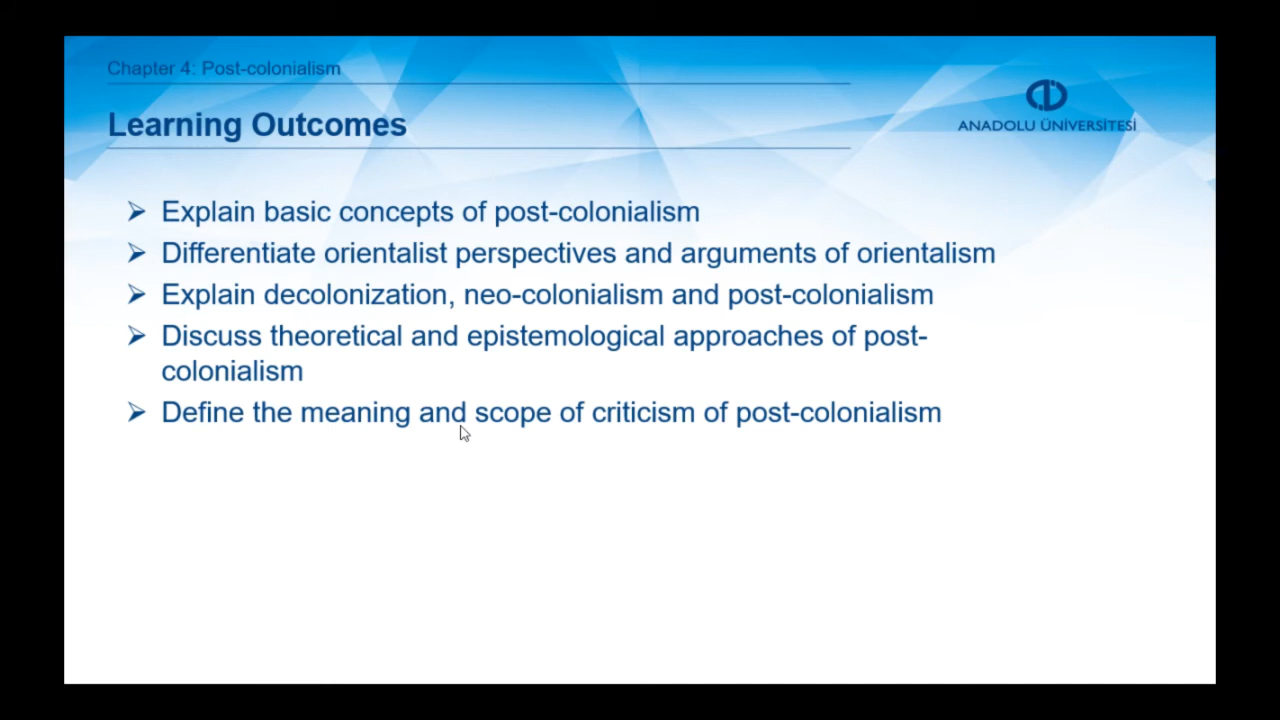 Chapter 4: Post-colonialism
Learning Outcomes
ANADOLU ÜNİVERSİTESİ
➢ Explain basic concepts of post-colonialism
➢ Differentiate orientalist perspectives and arguments of orientalism
➢ Explain decolonization, neo-colonialism and post-colonialism
➢ Discuss theoretical and epistemological approaches of post-
colonialism
➢ Define the meaning and scope of criticism of post-colonialism